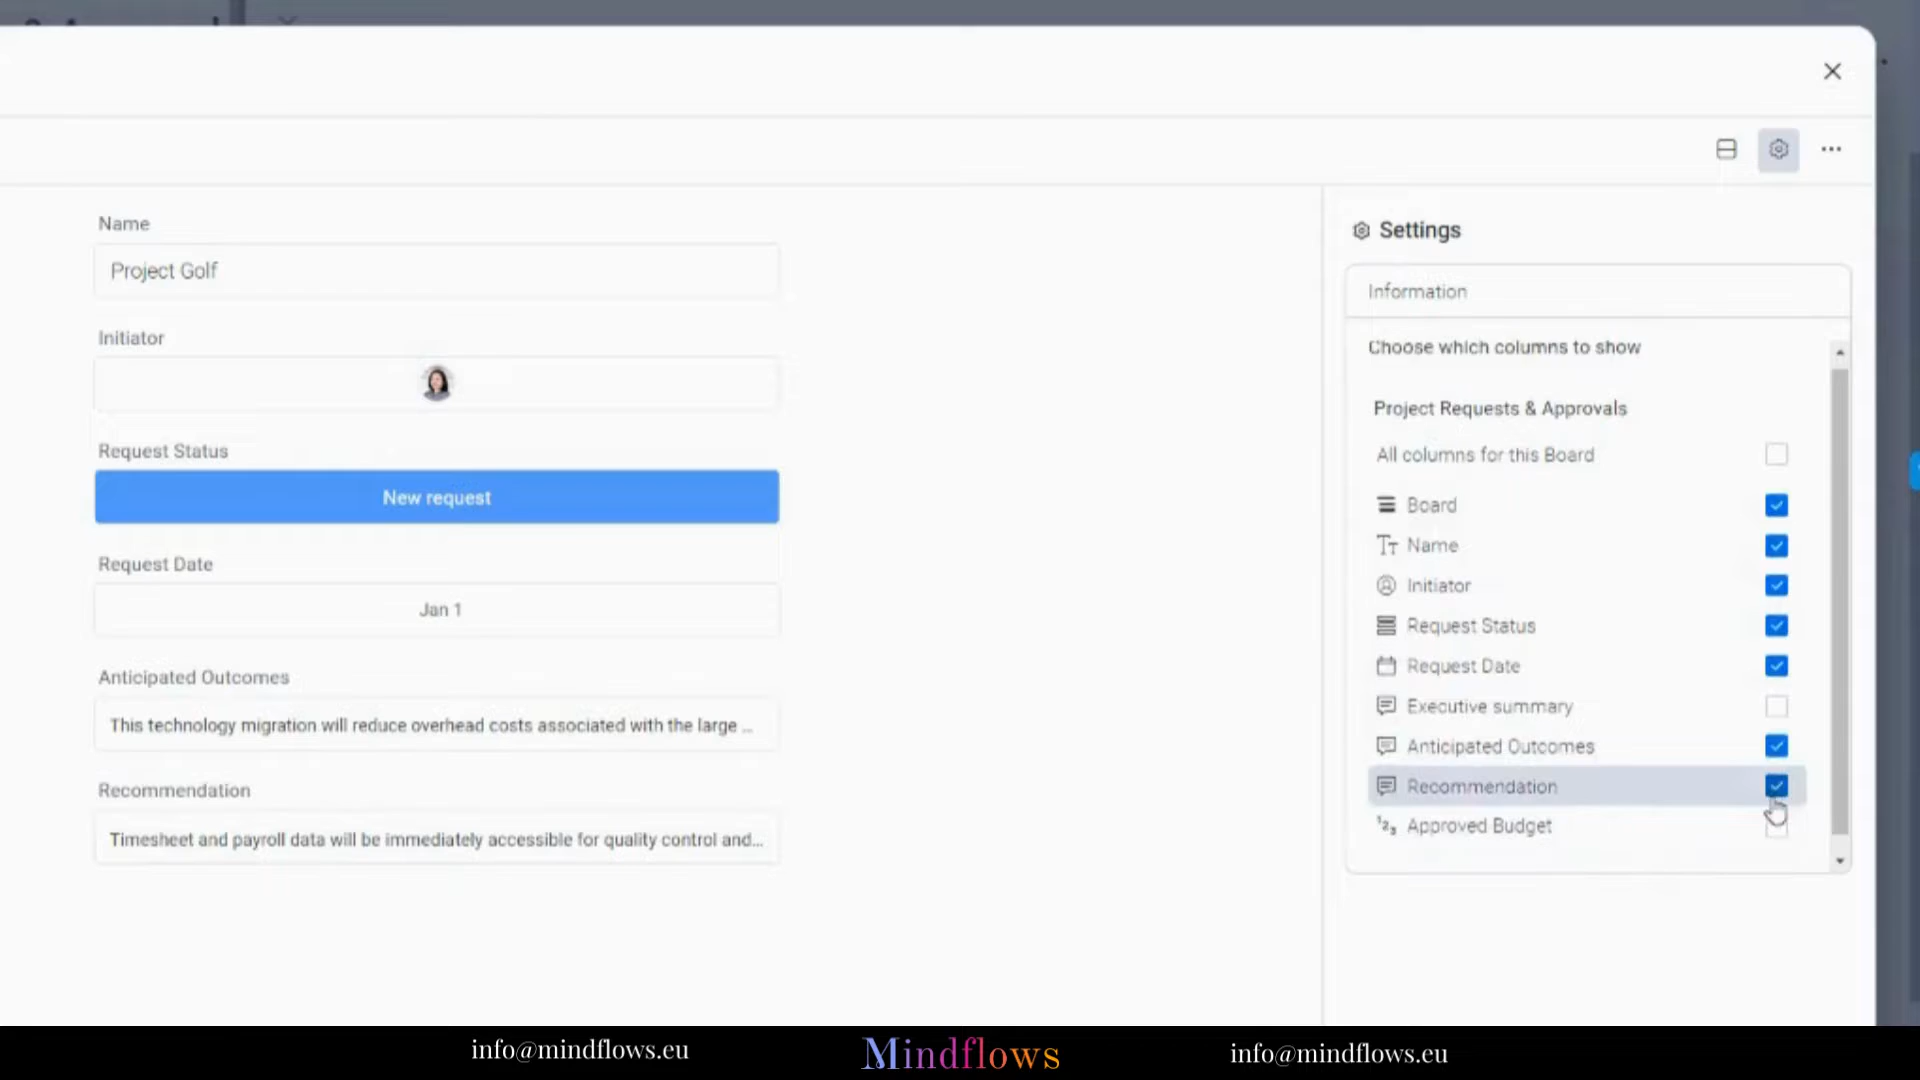 Name
Project Golf
Initiator
Request Status
New request
Request Date
Jan 1
Anticipated Outcomes
This technology migration will reduce overhead costs associated with the large ...
Recommendation
Timesheet and payroll data will be immediately accessible for quality control and...
Settings
Information
Choose which columns to show
Project Requests & Approvals
All columns for this Board
Board
Name
Initiator
Request Status
Request Date
Executive summary
Anticipated Outcomes
Recommendation
Approved Budget
info@mindflows.eu
Mindflows
info@mindflows.eu